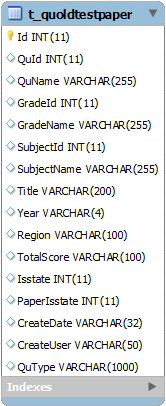 t_quoldtestpaper
Id INT(11)
QuId INT(11)
QuName VARCHAR(255)
GradeId INT(11)
GradeName VARCHAR(255)
SubjectId INT(11)
SubjectName VARCHAR(255)
Title VARCHAR(200)
Year VARCHAR(4)
Region VARCHAR(100)
TotalScore VARCHAR(100)
Isstate INT(11)
PaperIsstate INT(11)
CreateDate VARCHAR(32)
CreateUser VARCHAR(50)
QuType VARCHAR(1000)
Indexes